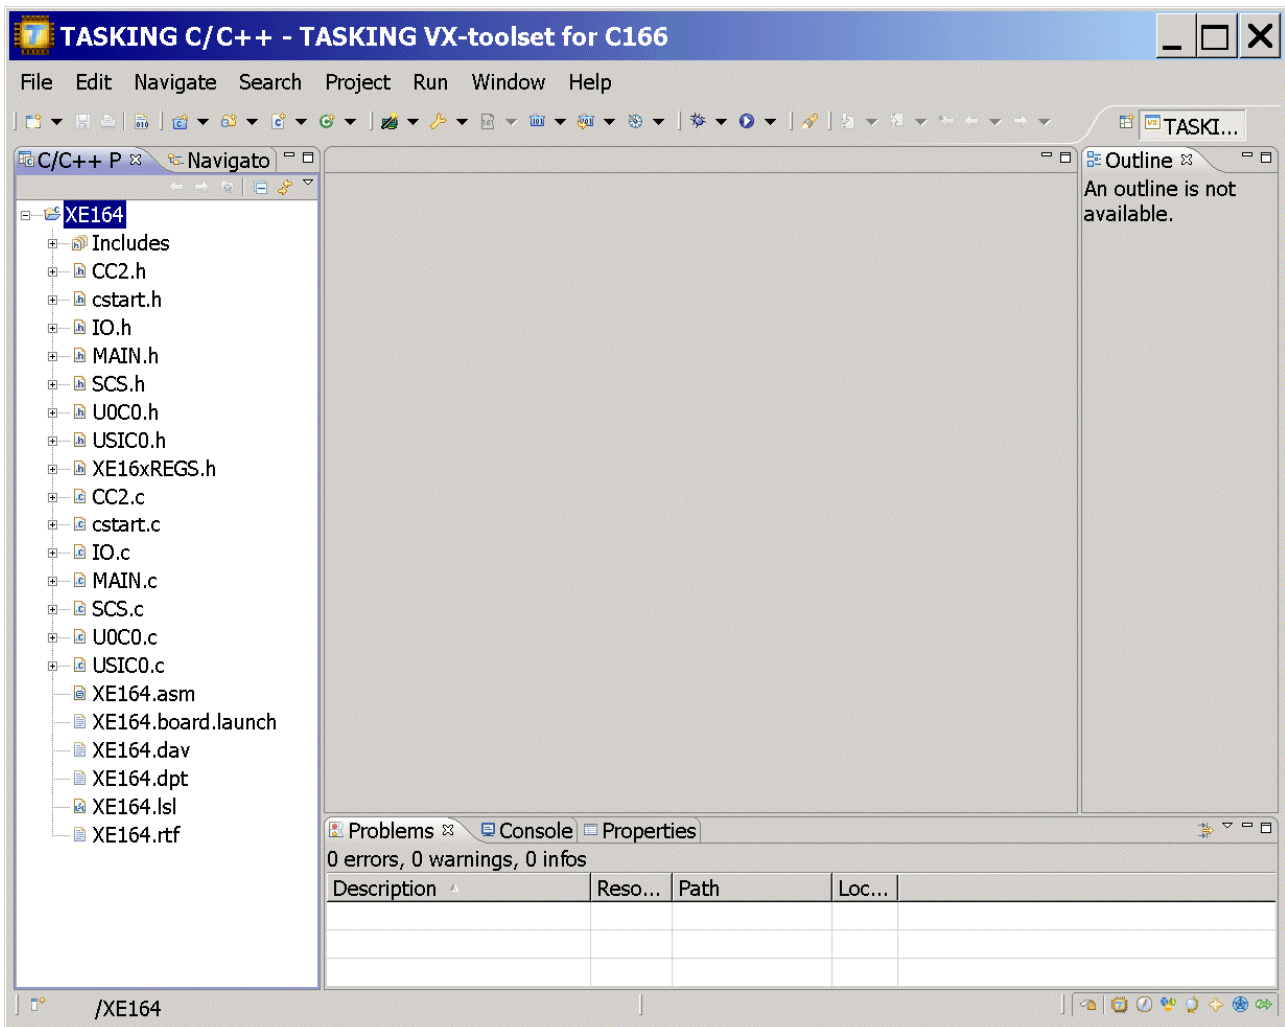 TASKING C/C++ - TASKING VX-toolset for C166
File Edit Navigate Search Project Run Window Help
TASKI...
C/C++ P Navigato
Outline
An outline is not
available.
XE164
Includes
CC2.h
cstart.h
IO.h
MAIN.h
SCS.h
U0C0.h
USIC0.h
XE16xREGS.h
CC2.c
cstart.c
IO.c
MAIN.c
SCS.c
U0C0.c
USIC0.c
XE164.asm
XE164.board.launch
XE164.dav
XE164.dpt
XE164.lsl
XE164.rtf
Problems Console Properties
0 errors, 0 warnings, 0 infos
Description Reso... Path Loc...
/XE164